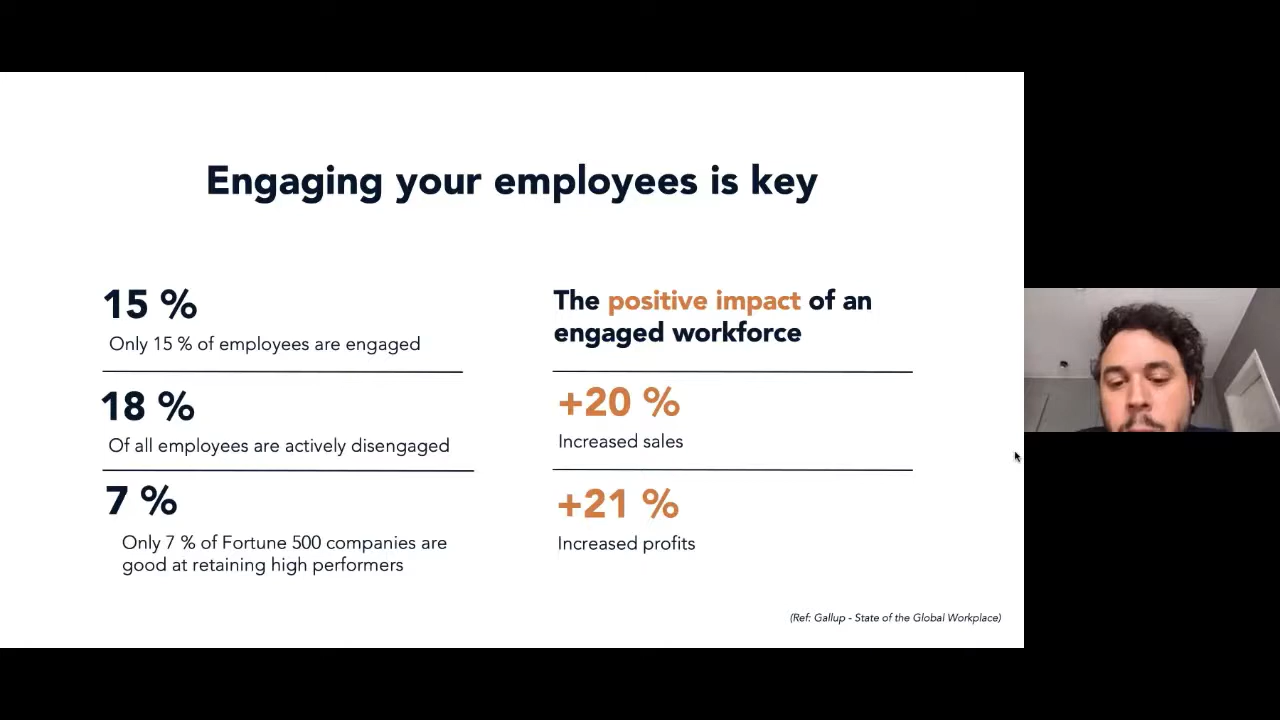 Engaging your employees is key
15 %
Only 15 % of employees are engaged
18 %
Of all employees are actively disengaged
7 %
Only 7 % of Fortune 500 companies are
good at retaining high performers
The positive impact of an
engaged workforce
+20 %
Increased sales
+21 %
Increased profits
(Ref: Gallup - State of the Global Workplace)